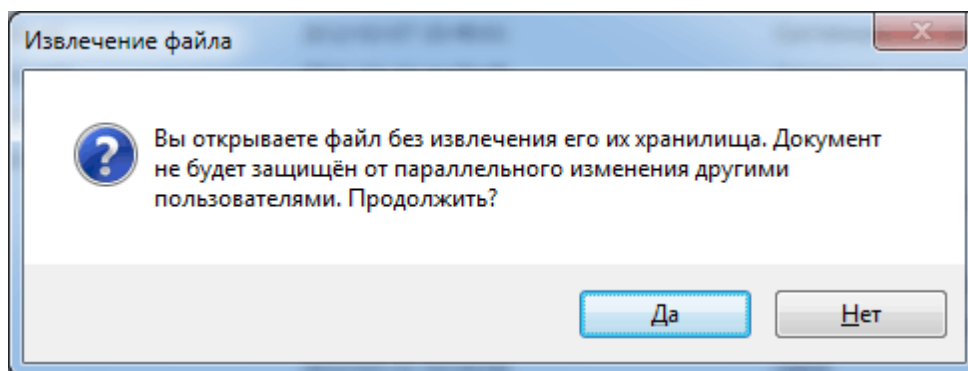 Извлечение файла
Вы открываете файл без извлечения его их хранилища. Документ
не будет защищён от параллельного изменения другими
пользователями. Продолжить?
Да
Нет